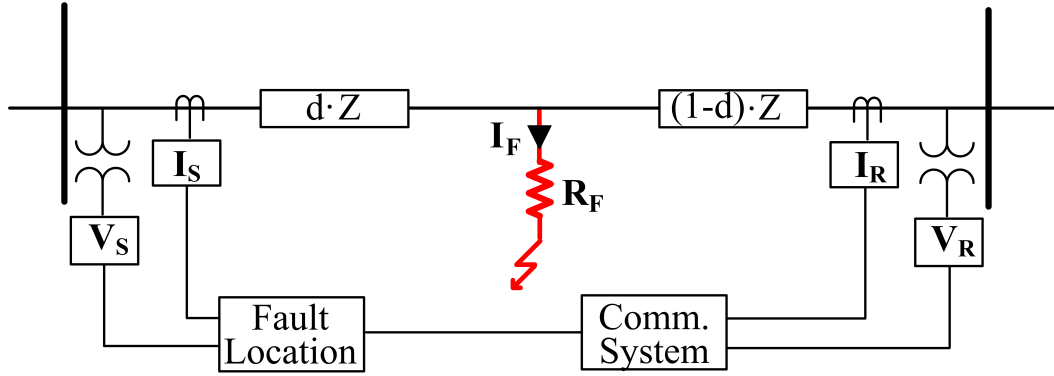 d·Z
(1-d)·Z
I_F
I_S
I_R
R_F
V_S
V_R
Fault
Location
Comm.
System